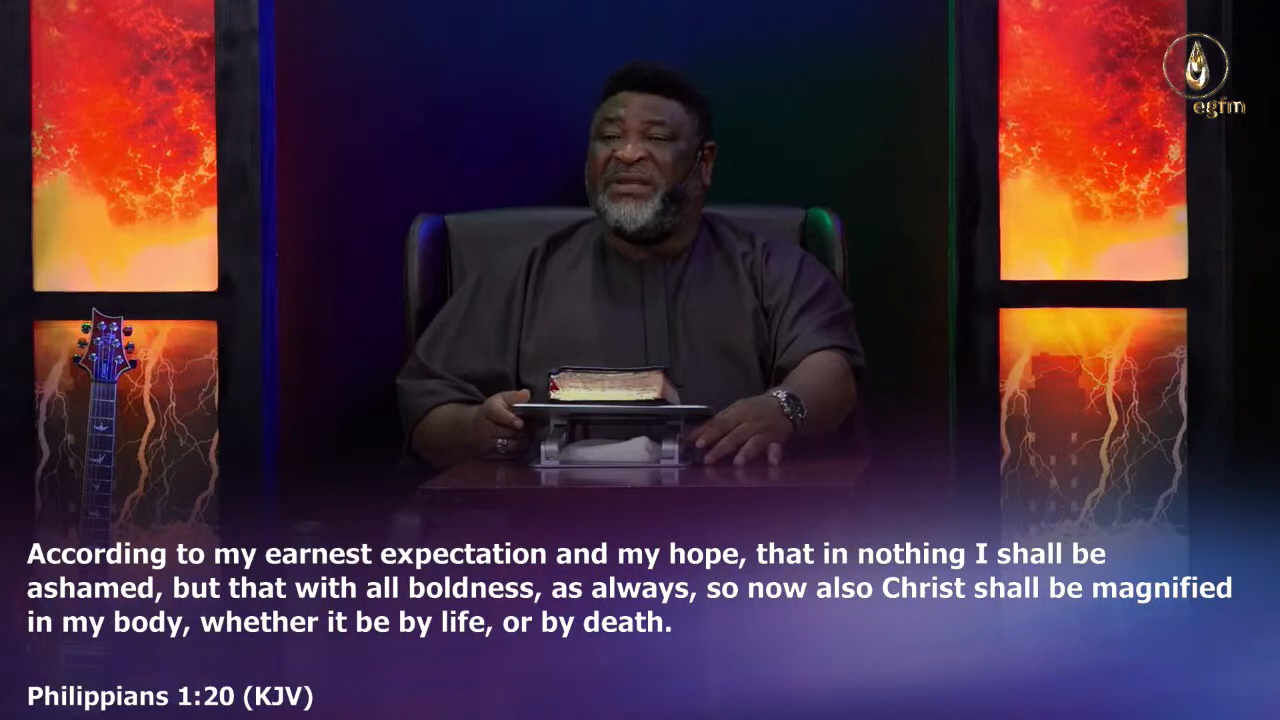 egfm
According to my earnest expectation and my hope, that in nothing I shall be
ashamed, but that with all boldness, as always, so now also Christ shall be magnified
in my body, whether it be by life, or by death.
Philippians 1:20 (KJV)